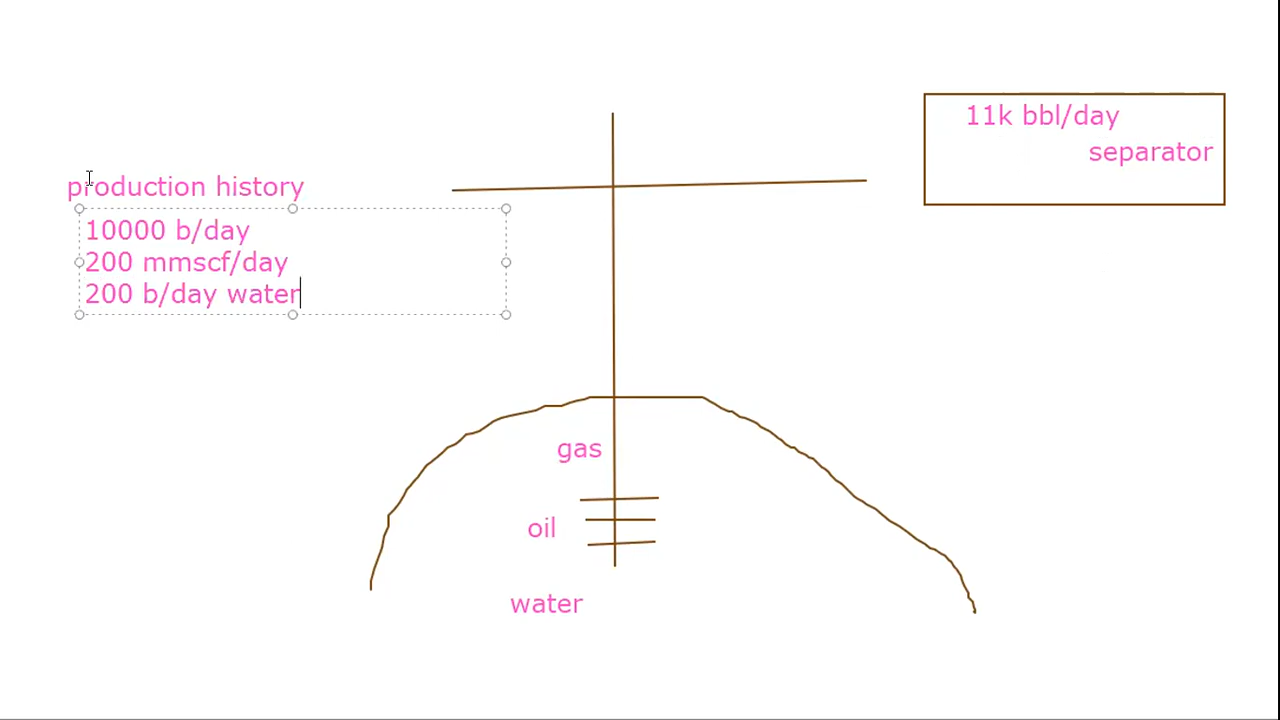 11k bbl/day
separator
production history
10000 b/day
200 mmscf/day
200 b/day water
gas
oil
water